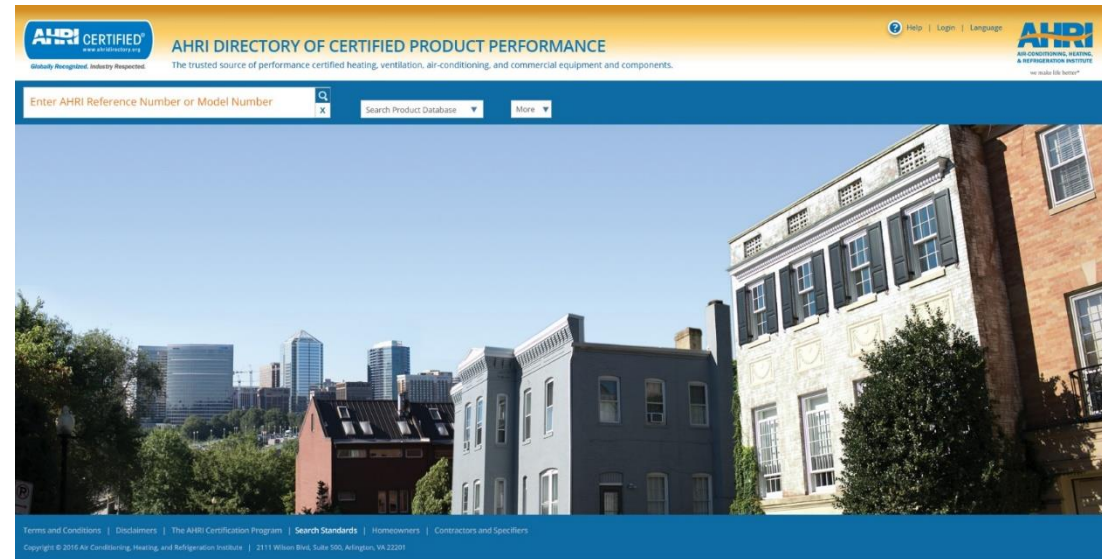 AHRI CERTIFIED®
www.ahridirectory.org
Globally Recognized. Industry Respected.
AHRI DIRECTORY OF CERTIFIED PRODUCT PERFORMANCE
The trusted source of performance certified heating, ventilation, air-conditioning, and commercial equipment and components.
? Help | Login | Language
AHRI
AIR-CONDITIONING, HEATING,
& REFRIGERATION INSTITUTE
we make life better®
Enter AHRI Reference Number or Model Number
X
Search Product Database ▼
More ▼
P
Terms and Conditions | Disclaimers | The AHRI Certification Program | Search Standards | Homeowners | Contractors and Specifiers
Copyright © 2016 Air Conditioning, Heating, and Refrigeration Institute | 2111 Wilson Blvd, Suite 500, Arlington, VA 22201